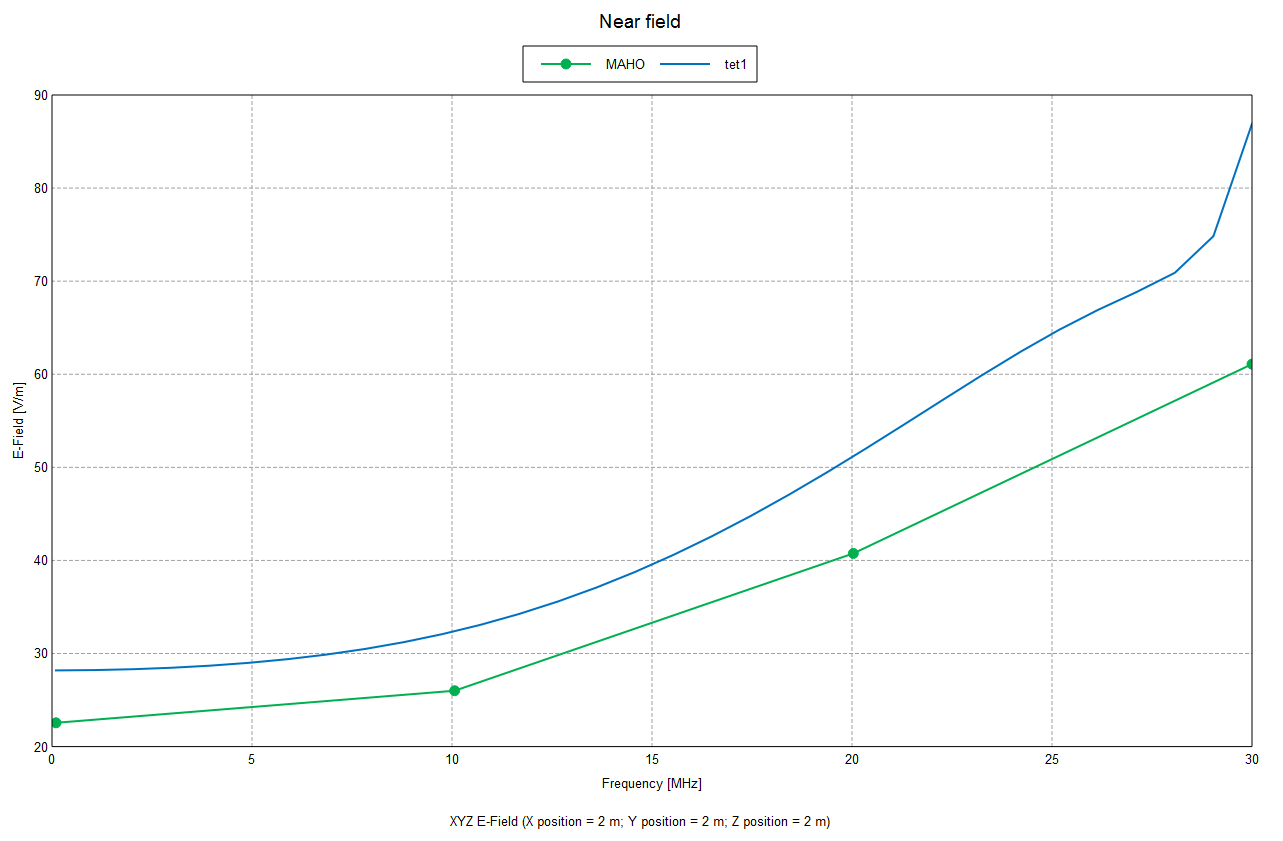 Near field
MAHO tet1
90
80
70
60
50
40
30
20
E-Field [V/m]
0 5 10 15 20 25 30
Frequency [MHz]
XYZ E-Field (X position = 2 m; Y position = 2 m; Z position = 2 m)